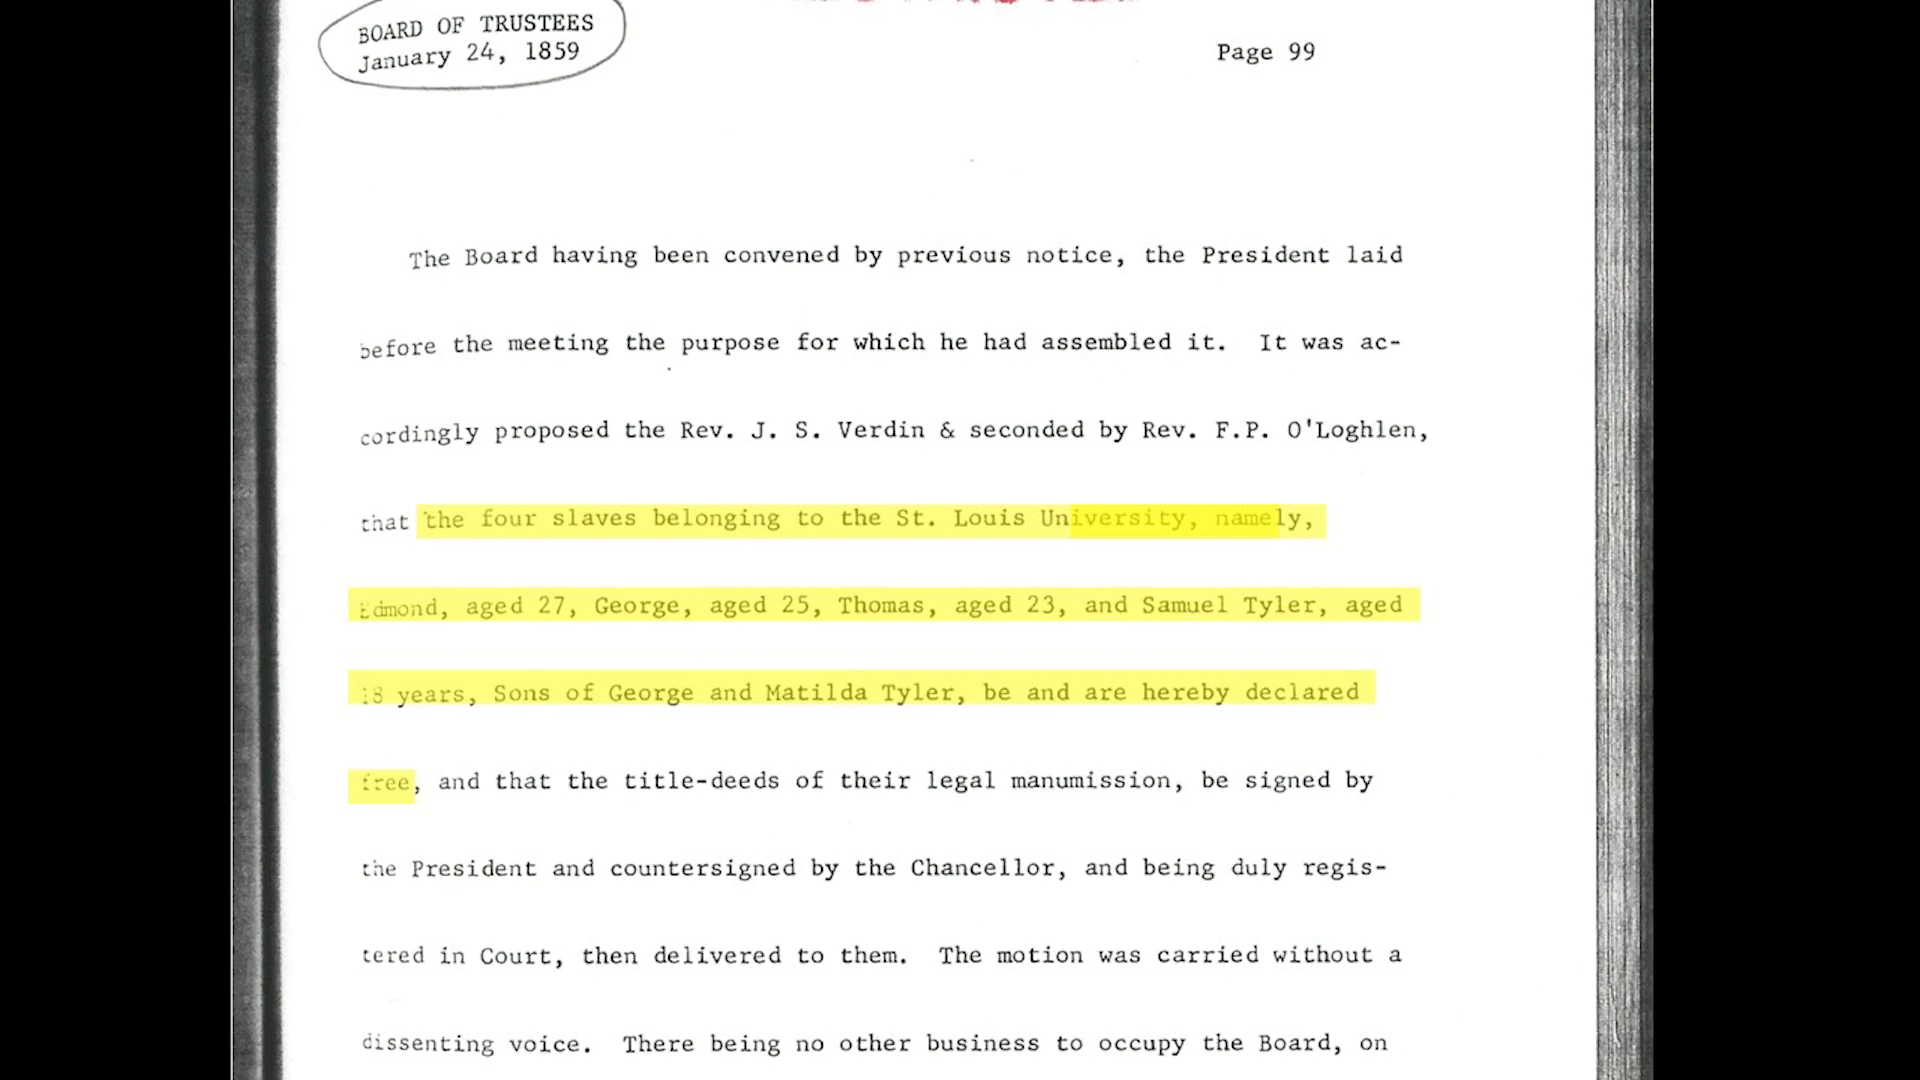 BOARD OF TRUSTEES
January 24, 1859
Page 99
The Board having been convened by previous notice, the President laid
before the meeting the purpose for which he had assembled it. It was ac-
cordingly proposed the Rev. J. S. Verdin & seconded by Rev. F.P. O'Loghlen,
that the four slaves belonging to the St. Louis University, namely,
Edmond, aged 27, George, aged 25, Thomas, aged 23, and Samuel Tyler, aged
18 years, Sons of George and Matilda Tyler, be and are hereby declared
free, and that the title-deeds of their legal manumission, be signed by
the President and countersigned by the Chancellor, and being duly regis-
tered in Court, then delivered to them. The motion was carried without a
dissenting voice. There being no other business to occupy the Board, on